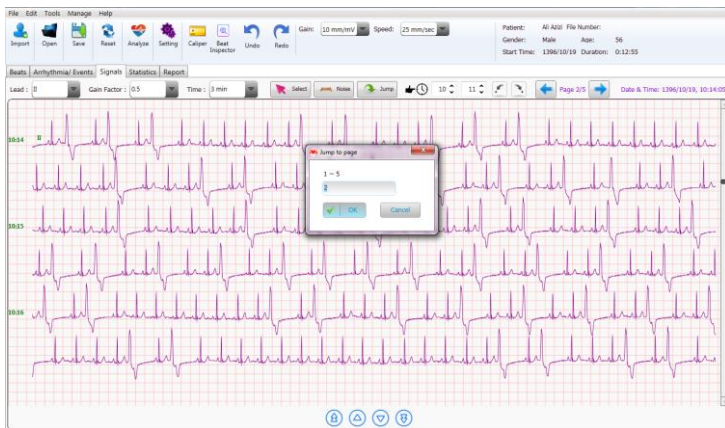 File Edit Tools Manage Help
Import Open Save Reset Analyse Setting Caliper Beat Inspector Undo Redo
Gain: 10 mm/mV Speed: 25 mm/sec
Patient: Ali Azizi File Number:
Gender: Male Age: 56
Start Time: 1396/10/19 Duration: 0:12:55
Beats Arrhythmia/ Events Signals Statistics Report
Lead : II Gain Factor : 0.5 Time : 3 min Select Noise Jump 10 11 Page 2/5 Date & Time: 1396/10/19, 10:14:05
10:14 II
Jump to page
1 ~ 5
2
OK Cancel
10:15
10:16